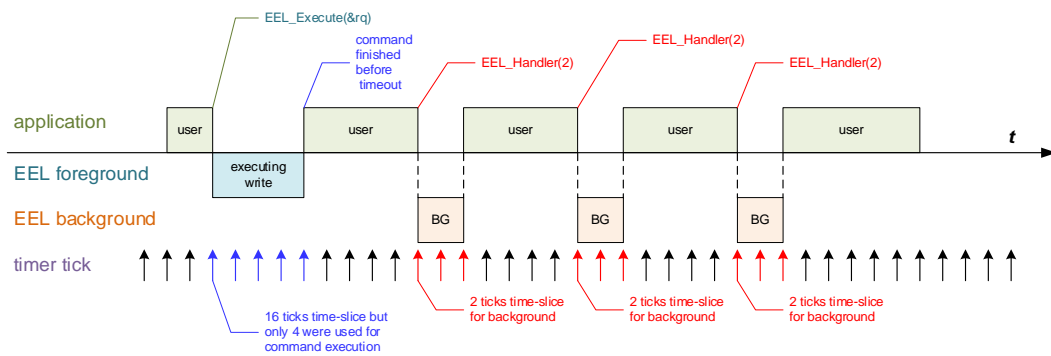 EEL_Execute(&rq)
command
finished
before
timeout
EEL_Handler(2)
EEL_Handler(2)
EEL_Handler(2)
application
user
user
user
user
user
t
EEL foreground
executing
write
EEL background
BG
BG
BG
timer tick
16 ticks time-slice but
only 4 were used for
command execution
2 ticks time-slice
for background
2 ticks time-slice
for background
2 ticks time-slice
for background